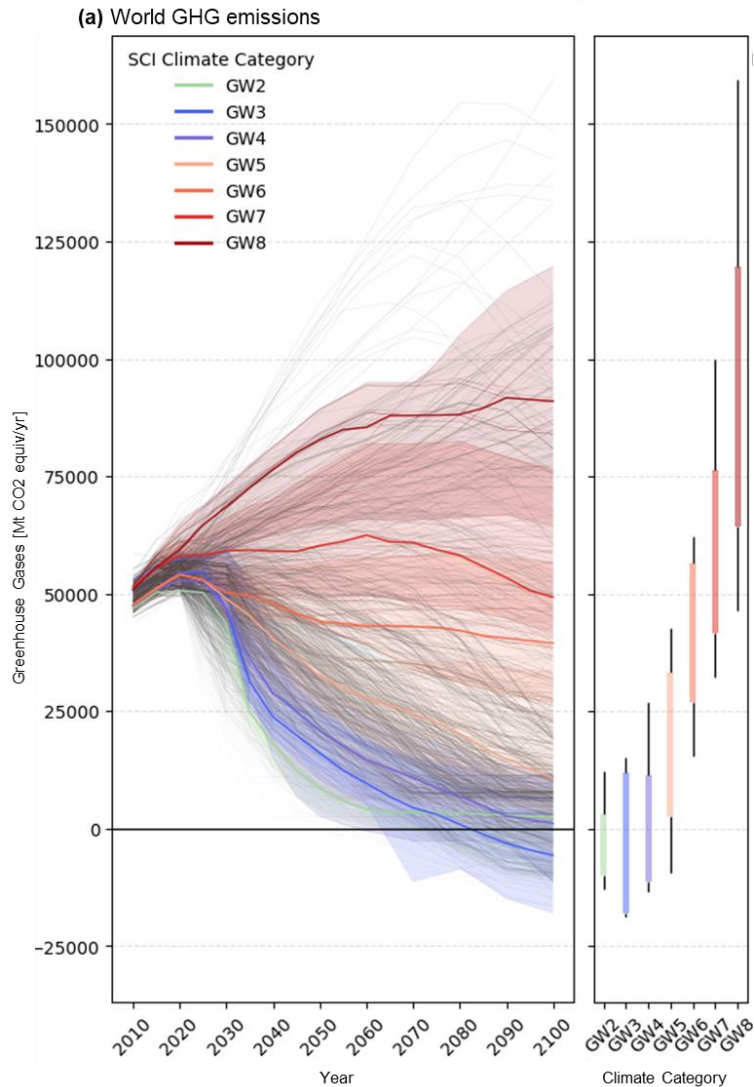 (a) World GHG emissions
SCI Climate Category
GW2
GW3
GW4
GW5
GW6
GW7
GW8
Greenhouse Gases [Mt CO2 equiv/yr]
150000
125000
100000
75000
50000
25000
0
−25000
2010
2020
2030
2040
2050
2060
2070
2080
2090
2100
Year
GW2
GW3
GW4
GW5
GW6
GW7
GW8
Climate Category